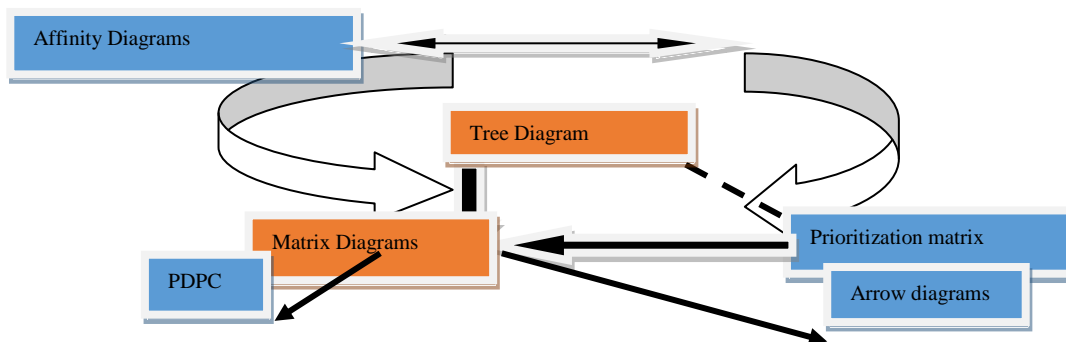 Affinity Diagrams
Tree Diagram
Matrix Diagrams
Prioritization matrix
PDPC
Arrow diagrams